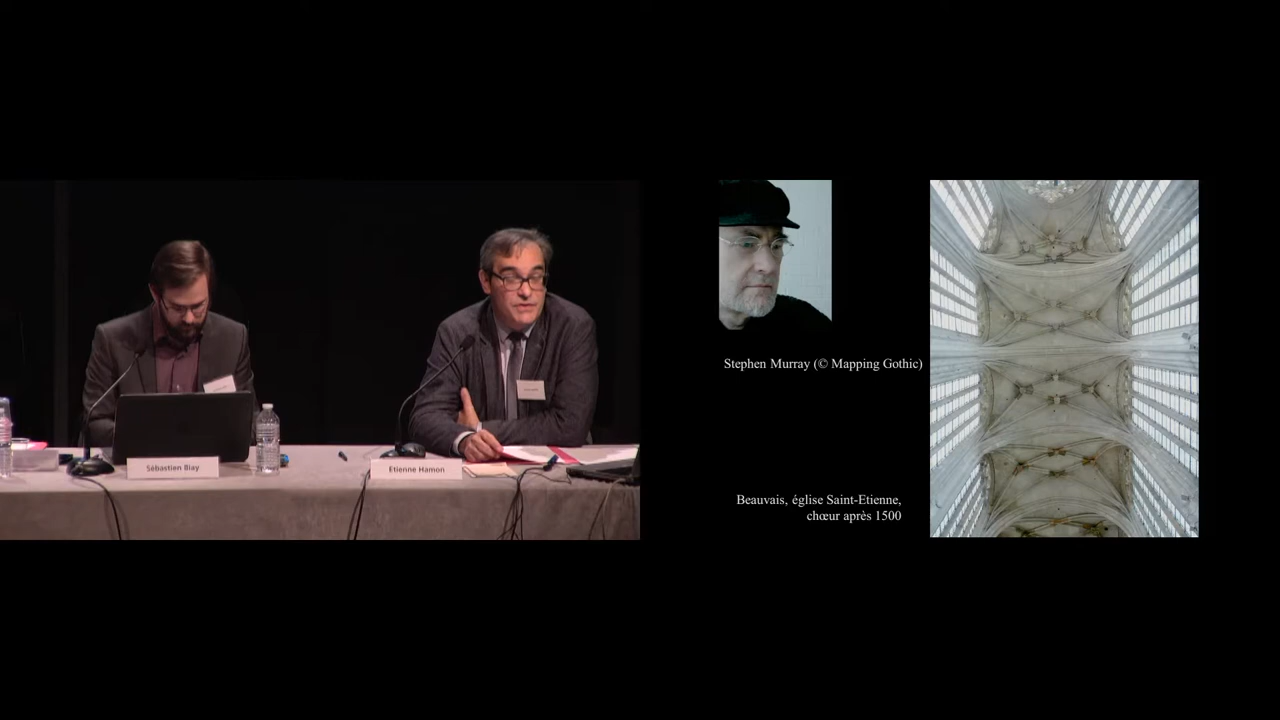 Sébastien Biay
Etienne Hamon
Stephen Murray (© Mapping Gothic)
Beauvais, église Saint-Etienne,
chœur après 1500